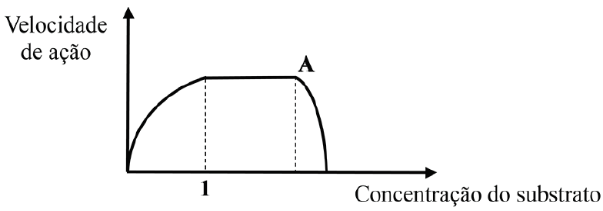 Velocidade
de ação
A
1
Concentração do substrato